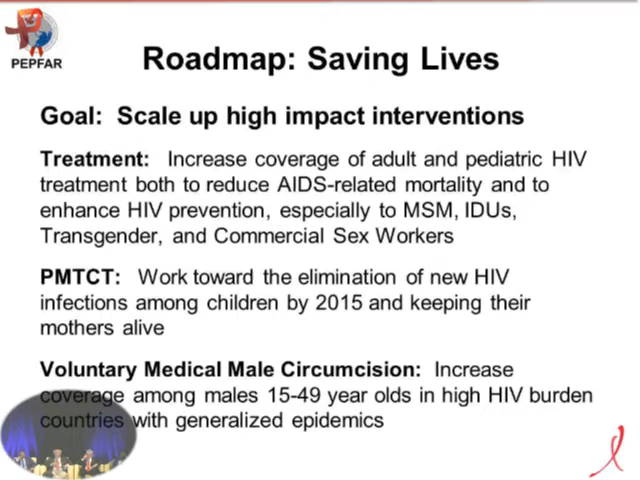 PEPFAR
Roadmap: Saving Lives
Goal: Scale up high impact interventions
Treatment: Increase coverage of adult and pediatric HIV
treatment both to reduce AIDS-related mortality and to
enhance HIV prevention, especially to MSM, IDUs,
Transgender, and Commercial Sex Workers
PMTCT: Work toward the elimination of new HIV
infections among children by 2015 and keeping their
mothers alive
Voluntary Medical Male Circumcision: Increase
coverage among males 15-49 year olds in high HIV burden
countries with generalized epidemics